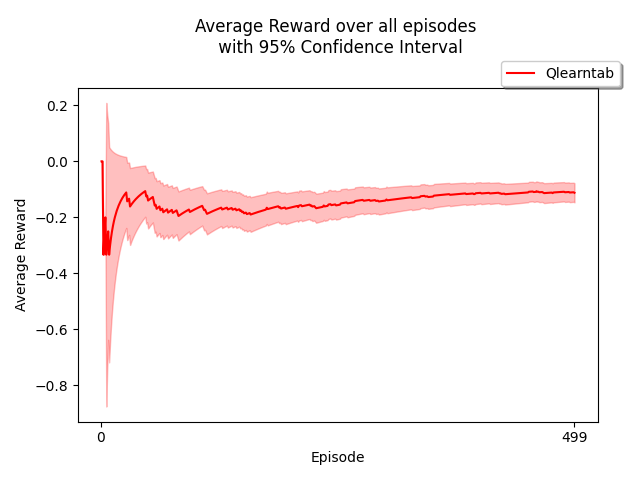 Average Reward over all episodes
with 95% Confidence Interval
Qlearntab
0.2
0.0
−0.2
−0.4
−0.6
−0.8
Average Reward
0
499
Episode